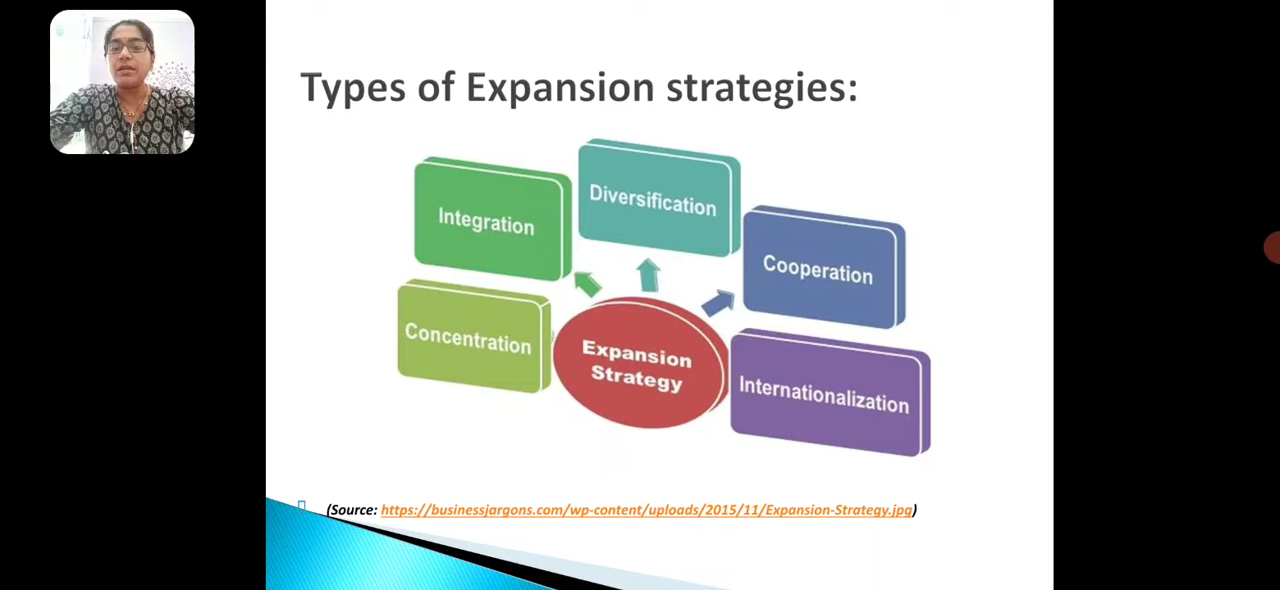 Types of Expansion strategies:
Integration
Diversification
Cooperation
Concentration
Expansion
Strategy
Internationalization
(Source: https://businessjargons.com/wp-content/uploads/2015/11/Expansion-Strategy.jpg)